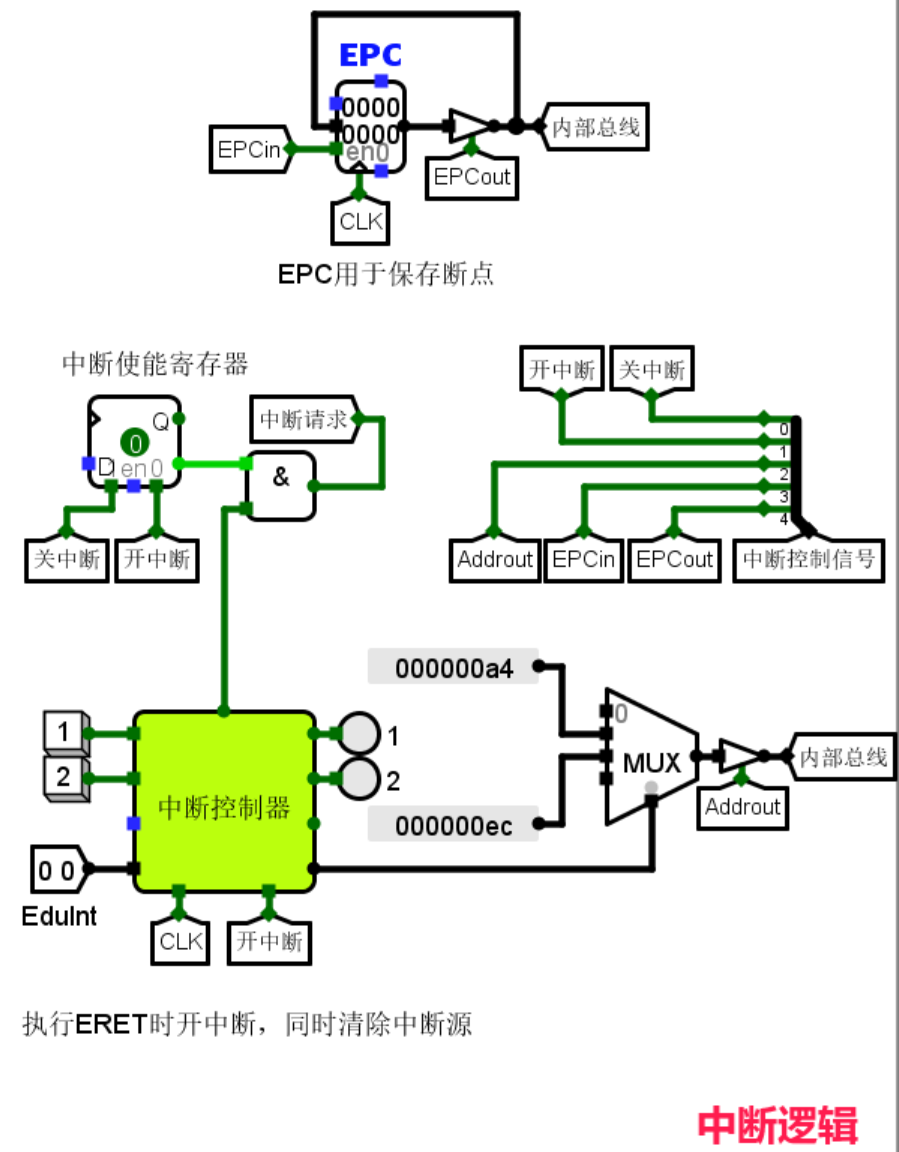 EPC
0000
0000
en0
EPCin
内部总线
EPCout
CLK
EPC用于保存断点
中断使能寄存器
Q
0
D
en0
关中断
开中断
中断请求
&
开中断
关中断
0
1
2
3
4
Addrout
EPCin
EPCout
中断控制信号
000000a4
000000ec
0
MUX
内部总线
Addrout
1
2
中断控制器
1
2
0 0
EduInt
CLK
开中断
执行ERET时开中断，同时清除中断源
中断逻辑